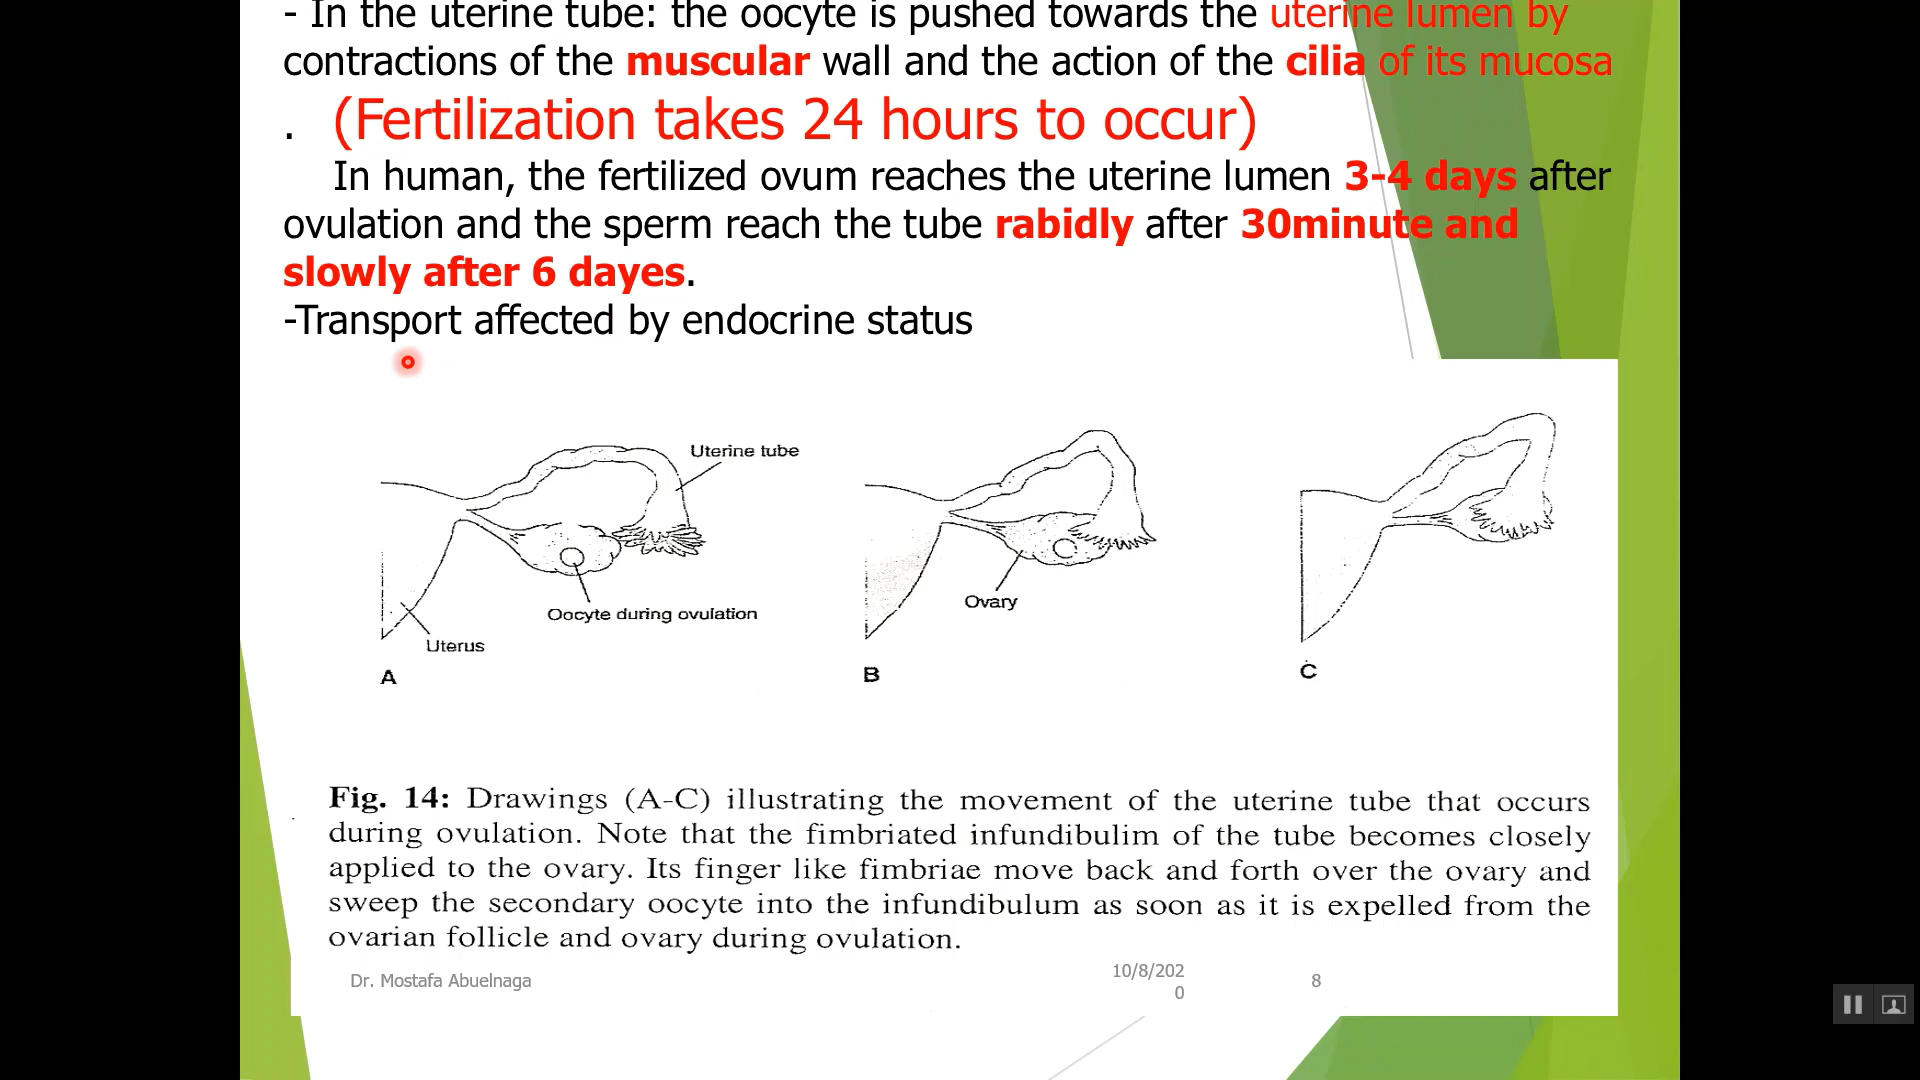 - In the uterine tube: the oocyte is pushed towards the uterine lumen by
contractions of the muscular wall and the action of the cilia of its mucosa
. (Fertilization takes 24 hours to occur)
In human, the fertilized ovum reaches the uterine lumen 3-4 days after
ovulation and the sperm reach the tube rabidly after 30minute and
slowly after 6 dayes.
-Transport affected by endocrine status
Uterine tube
Oocyte during ovulation
Uterus
A
Ovary
B
C
Fig. 14: Drawings (A-C) illustrating the movement of the uterine tube that occurs
during ovulation. Note that the fimbriated infundibulim of the tube becomes closely
applied to the ovary. Its finger like fimbriae move back and forth over the ovary and
sweep the secondary oocyte into the infundibulum as soon as it is expelled from the
ovarian follicle and ovary during ovulation.
Dr. Mostafa Abuelnaga
10/8/202
0
8